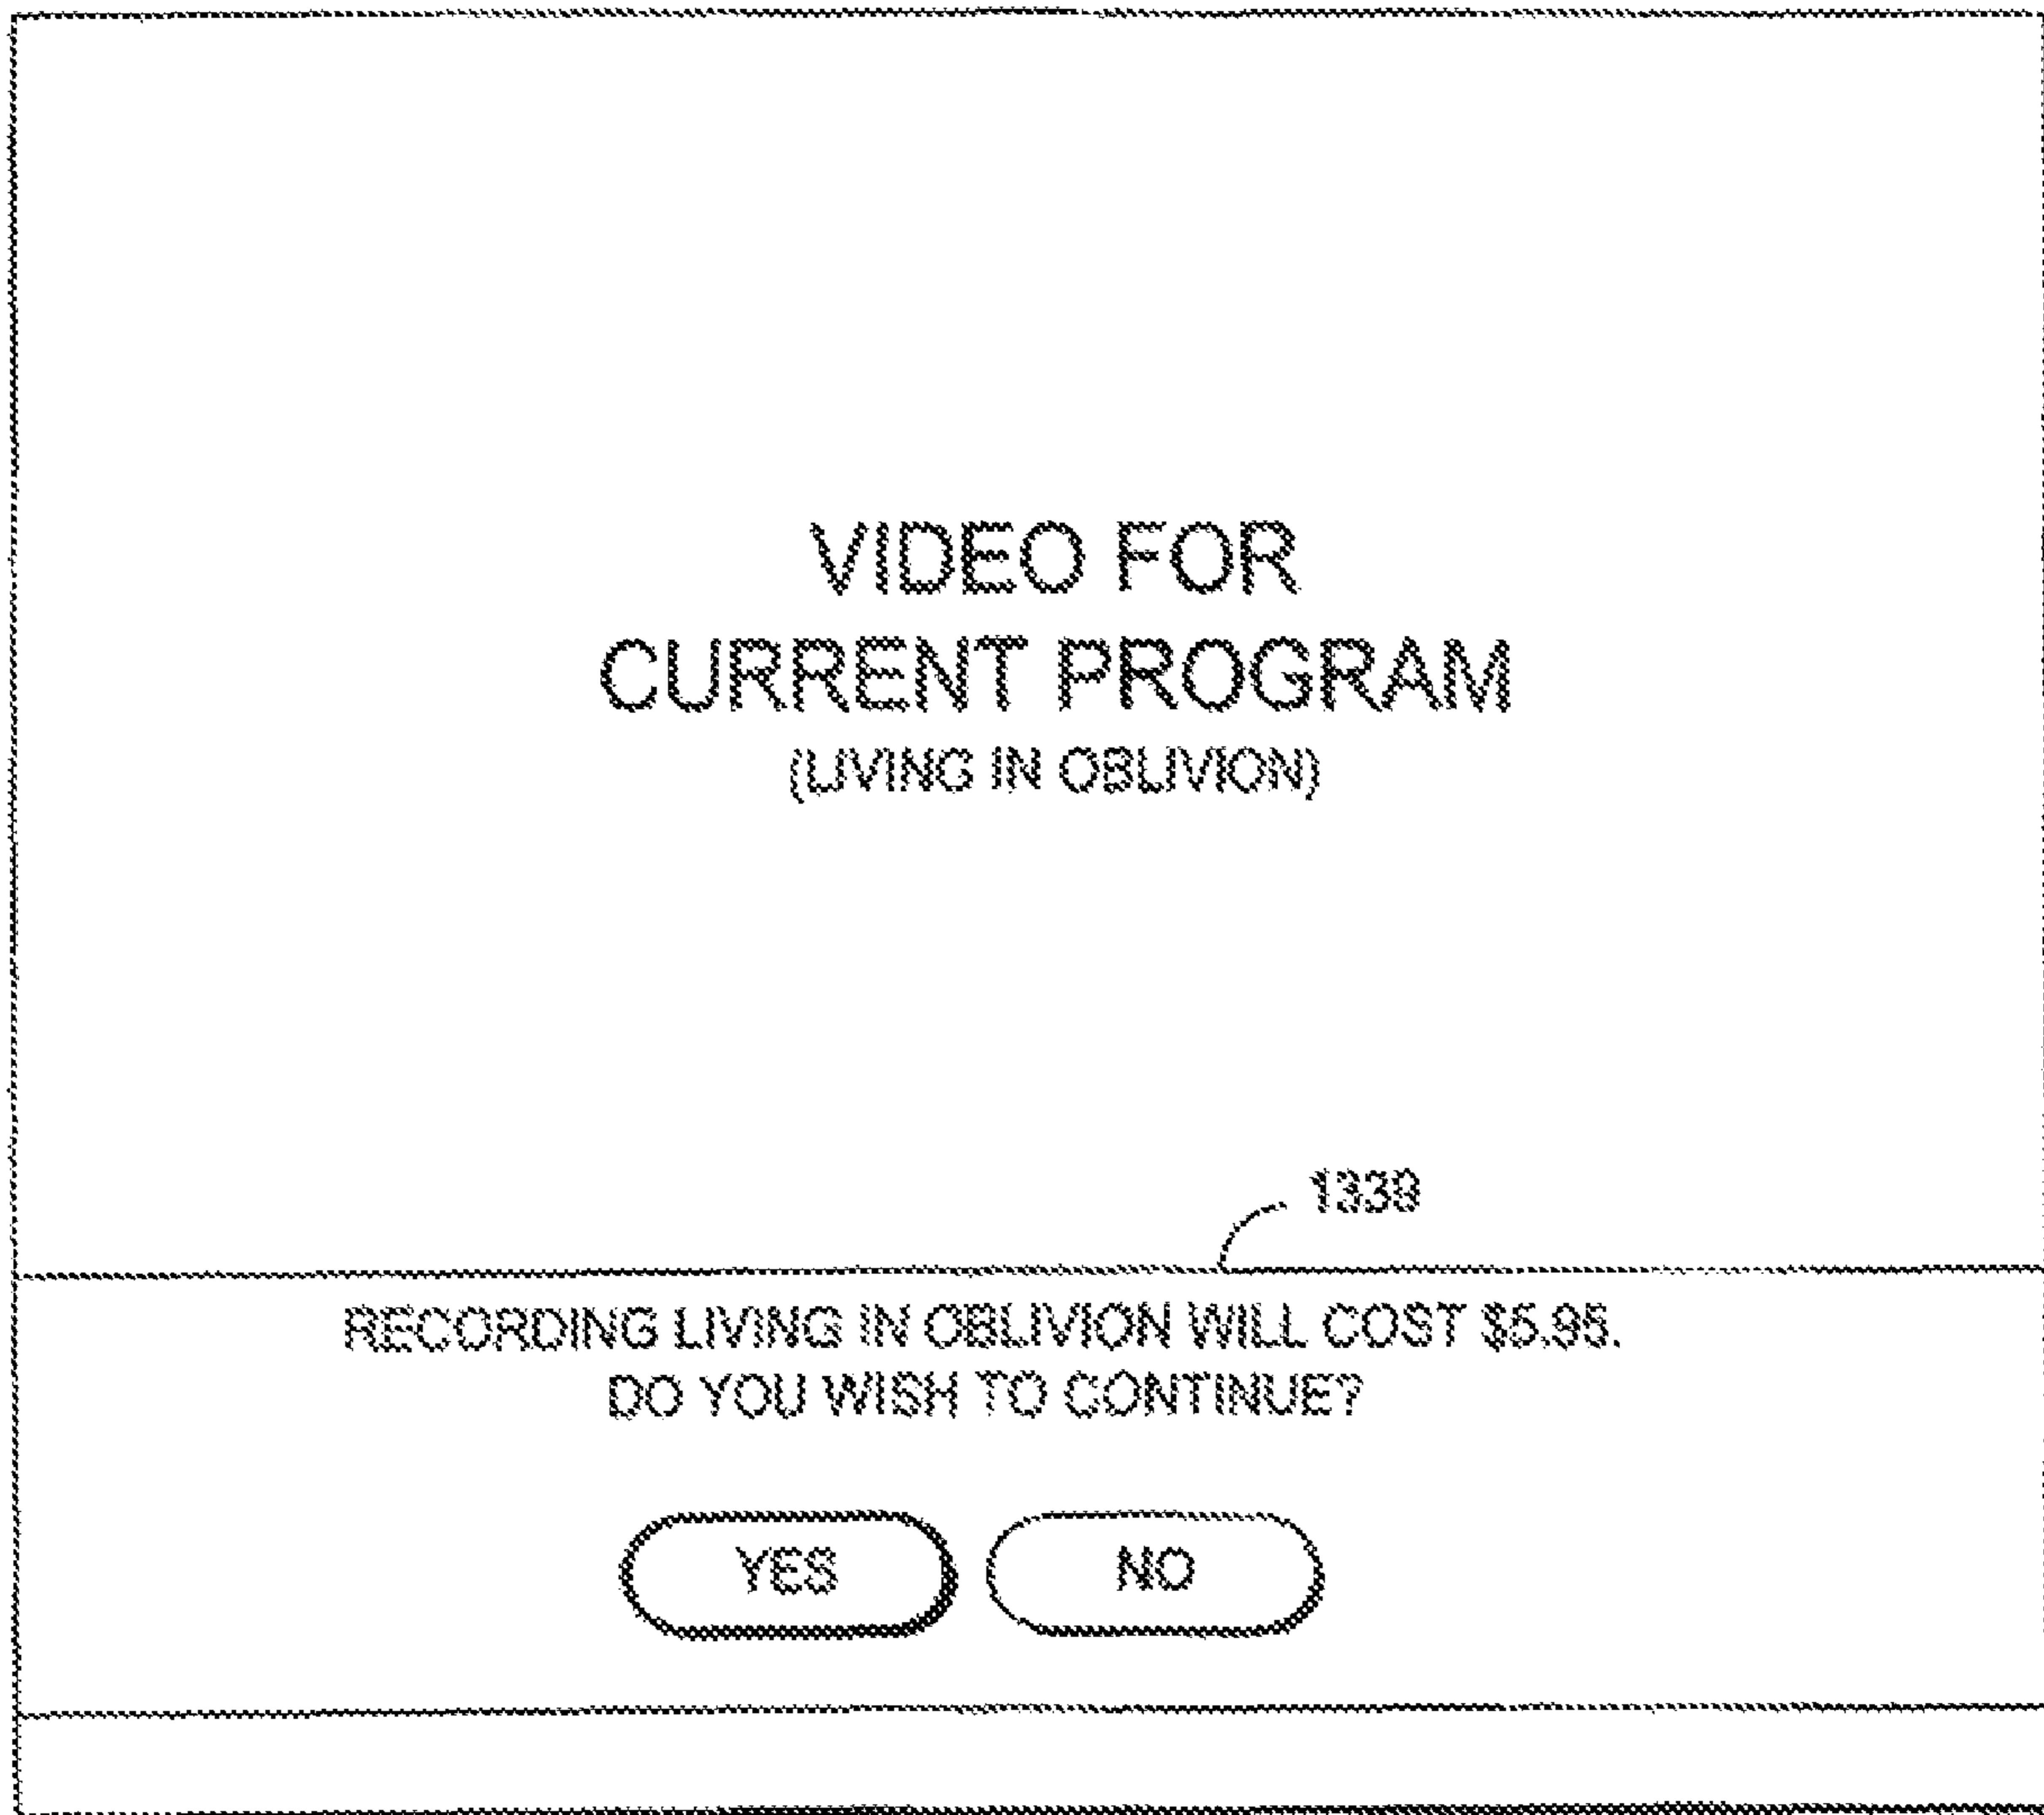 VIDEO FOR
CURRENT PROGRAM
(LIVING IN OBLIVION)
1339
RECORDING LIVING IN OBLIVION WILL COST $5.95.
DO YOU WISH TO CONTINUE?
YES NO